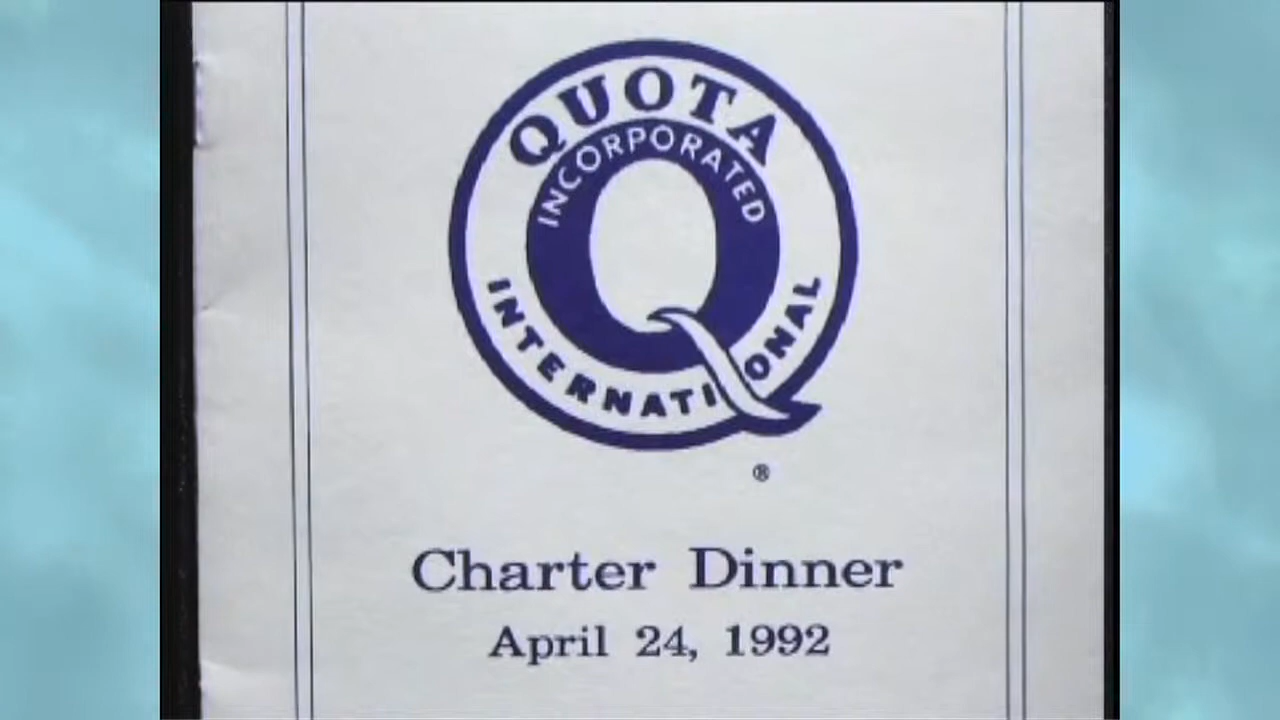 QUOTA
INCORPORATED
INTERNATIONAL
®
Charter Dinner
April 24, 1992